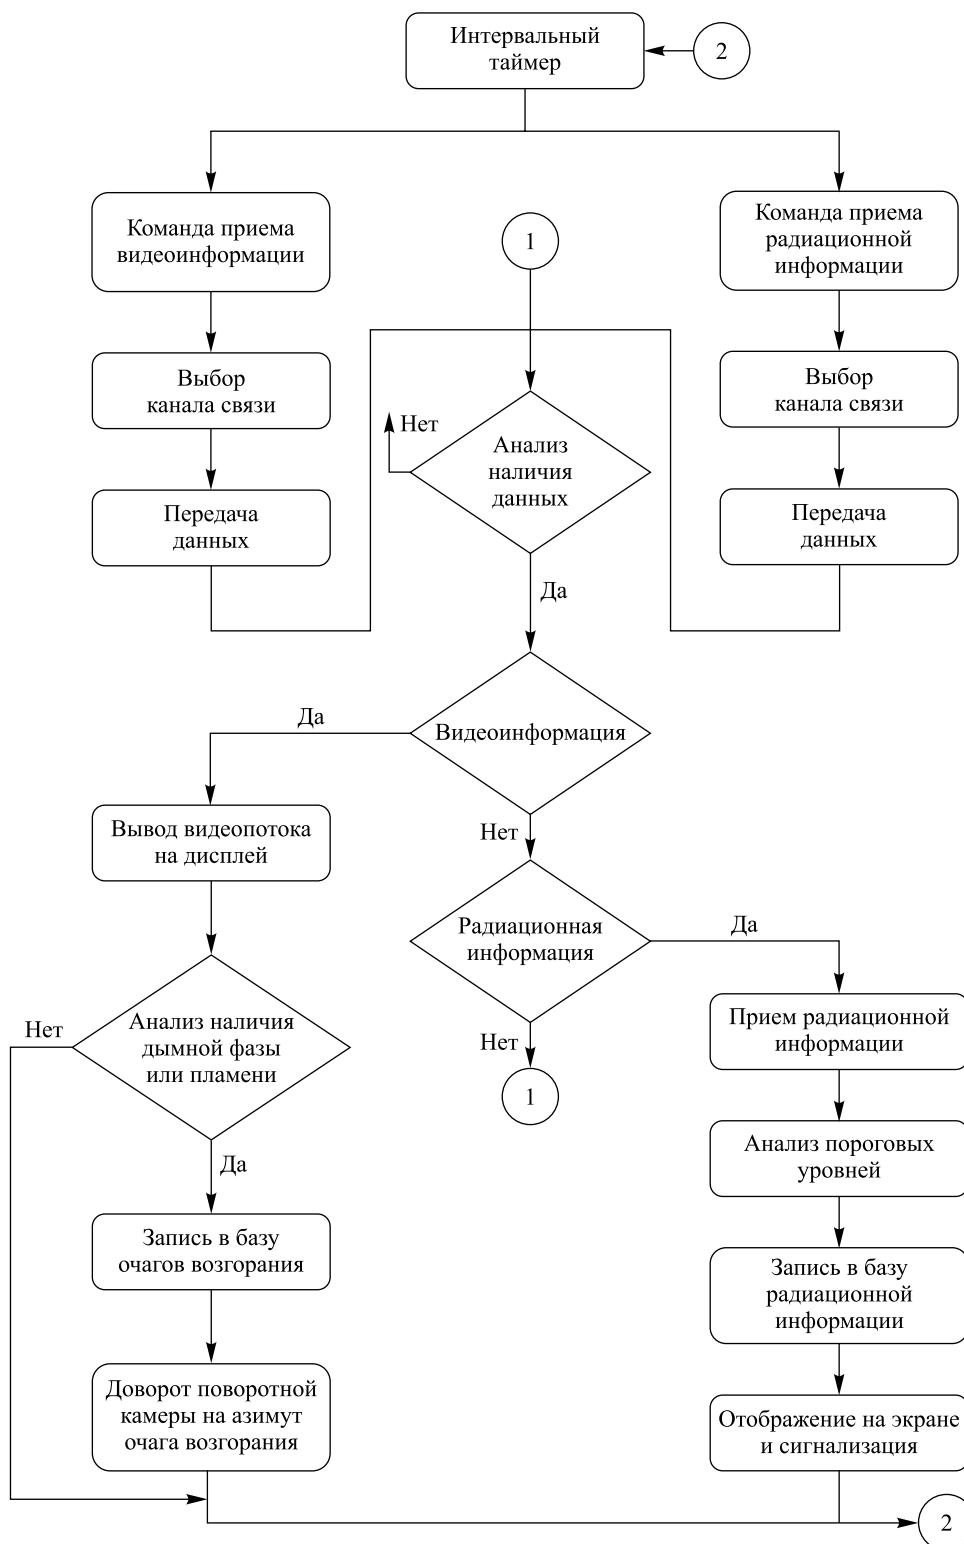 Интервальный
таймер
2
Команда приема
видеоинформации
1
Команда приема
радиационной
информации
Выбор
канала связи
Выбор
канала связи
Нет
Анализ
наличия
данных
Передача
данных
Передача
данных
Да
Да
Видеоинформация
Нет
Вывод видеопотока
на дисплей
Радиационная
информация
Да
Нет
Анализ наличия
дымной фазы
или пламени
Нет
1
Прием радиационной
информации
Анализ пороговых
уровней
Да
Запись в базу
очагов возгорания
Запись в базу
радиационной
информации
Доворот поворотной
камеры на азимут
очага возгорания
Отображение на экране
и сигнализация
2